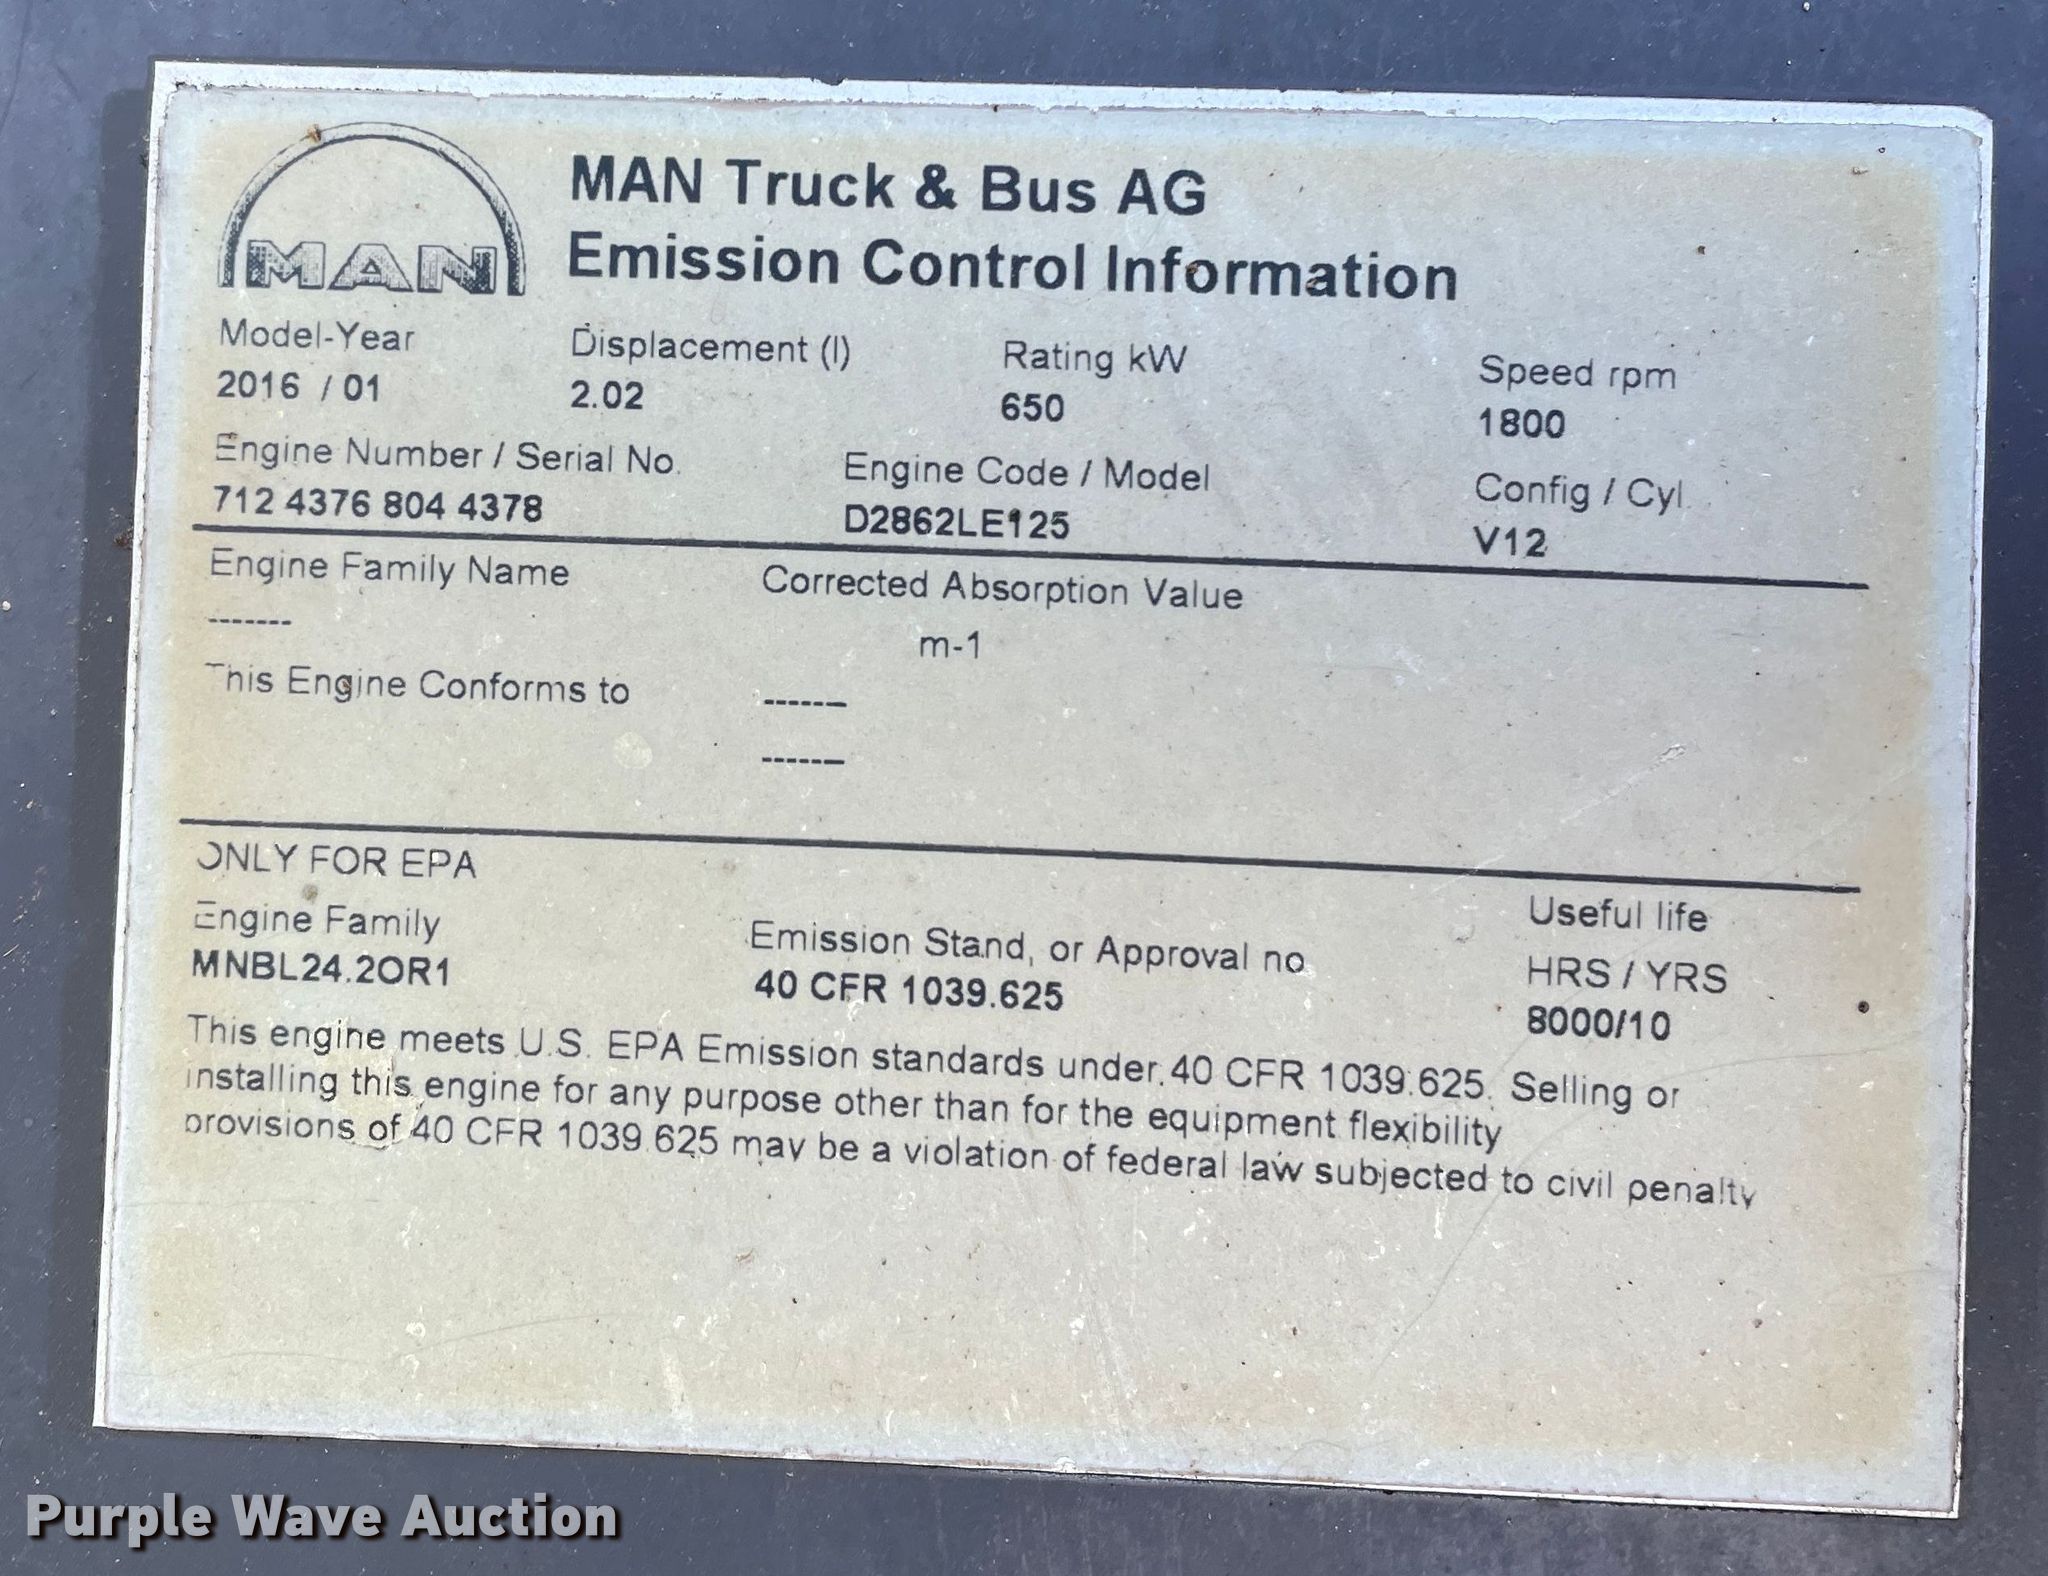 MAN
MAN Truck & Bus AG
Emission Control Information
Model-Year Displacement (l) Rating kW Speed rpm
2016 / 01 2.02 650 1800
Engine Number / Serial No. Engine Code / Model Config / Cyl
712 4376 804 4378 D2862LE125 V12
Engine Family Name Corrected Absorption Value
------- m-1
This Engine Conforms to -------
-------
ONLY FOR EPA
Engine Family Emission Stand, or Approval no Useful life
HRS / YRS
MNBL24.2OR1 40 CFR 1039.625 8000/10
This engine meets U.S. EPA Emission standards under 40 CFR 1039.625. Selling or
installing this engine for any purpose other than for the equipment flexibility
provisions of 40 CFR 1039.625 may be a violation of federal law subjected to civil penalty
Purple Wave Auction